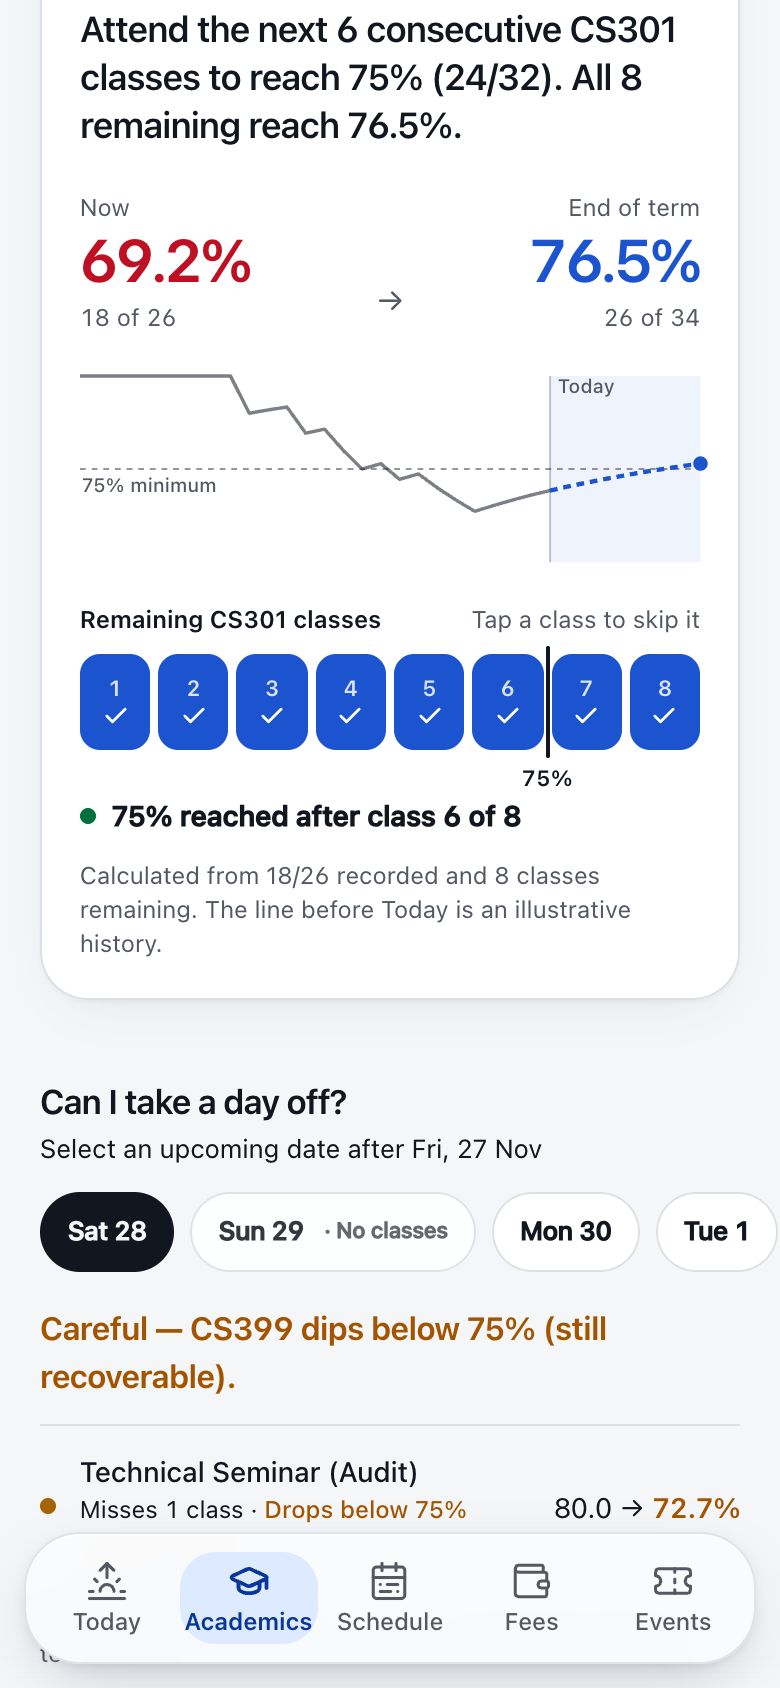 Attend the next 6 consecutive CS301
classes to reach 75% (24/32). All 8
remaining reach 76.5%.
Now
End of term
69.2%
→
76.5%
18 of 26
26 of 34
Today
75% minimum
Remaining CS301 classes
Tap a class to skip it
1
2
3
4
5
6
7
8
75%
75% reached after class 6 of 8
Calculated from 18/26 recorded and 8 classes
remaining. The line before Today is an illustrative
history.
Can I take a day off?
Select an upcoming date after Fri, 27 Nov
Sat 28
Sun 29 · No classes
Mon 30
Tue 1
Careful — CS399 dips below 75% (still
recoverable).
Technical Seminar (Audit)
Misses 1 class · Drops below 75%
80.0 → 72.7%
Today
Academics
Schedule
Fees
Events